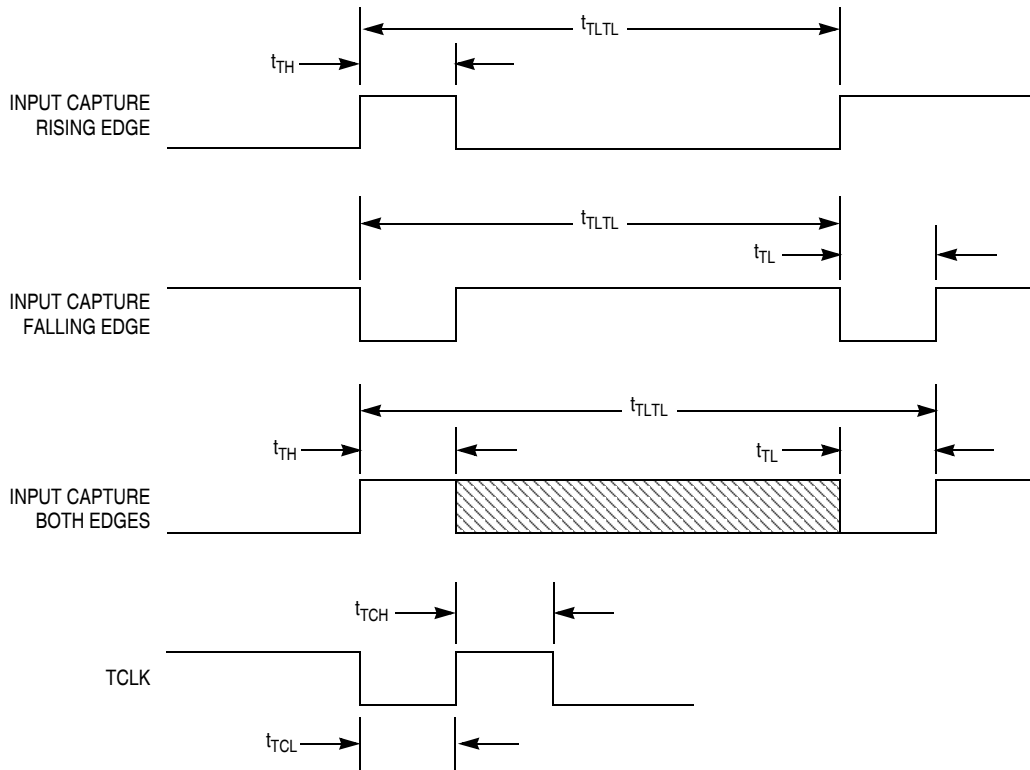 tTLTL
tTH
INPUT CAPTURE
RISING EDGE
tTLTL
tTL
INPUT CAPTURE
FALLING EDGE
tTLTL
tTH
tTL
INPUT CAPTURE
BOTH EDGES
tTCH
TCLK
tTCL